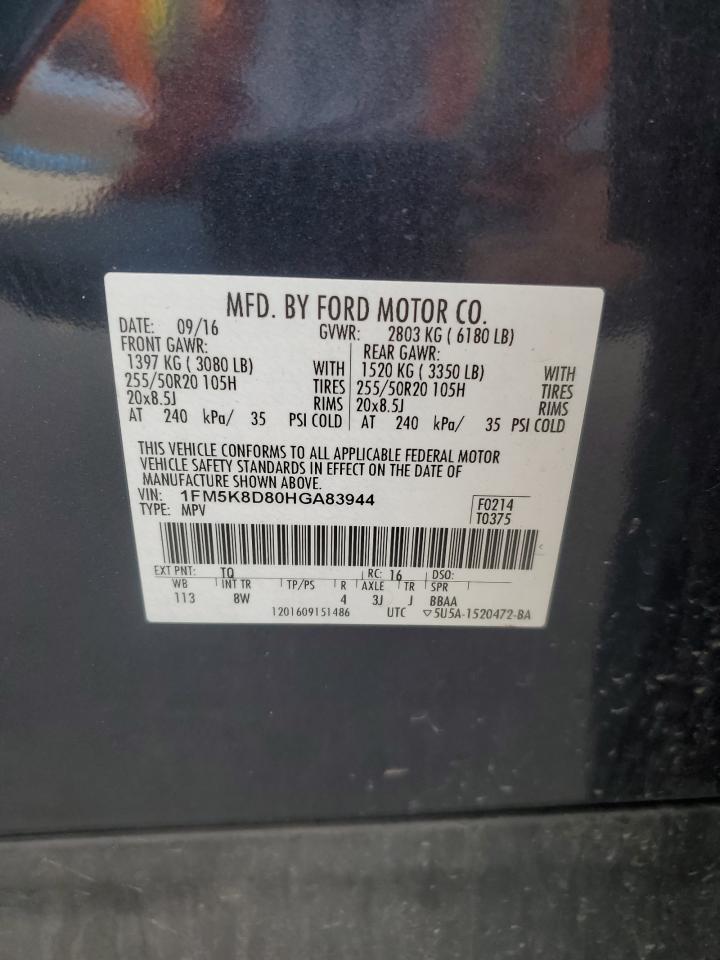 MFD. BY FORD MOTOR CO.
DATE: 09/16 GVWR: 2803 KG ( 6180 LB)
FRONT GAWR: REAR GAWR:
1397 KG ( 3080 LB) WITH 1520 KG ( 3350 LB) WITH
255/50R20 105H TIRES 255/50R20 105H TIRES
20x8.5J RIMS 20x8.5J RIMS
AT 240 kPa/ 35 PSI COLD AT 240 kPa/ 35 PSI COLD
THIS VEHICLE CONFORMS TO ALL APPLICABLE FEDERAL MOTOR
VEHICLE SAFETY STANDARDS IN EFFECT ON THE DATE OF
MANUFACTURE SHOWN ABOVE.
VIN: 1FM5K8D80HGA83944 F0214
TYPE: MPV T0375
EXT PNT: TQ RC: 16 DSO:
WB INT TR TP/PS R AXLE TR SPR
113 8W 4 3J J BBAA
1201609151486 UTC ▽5U5A-1520472-BA